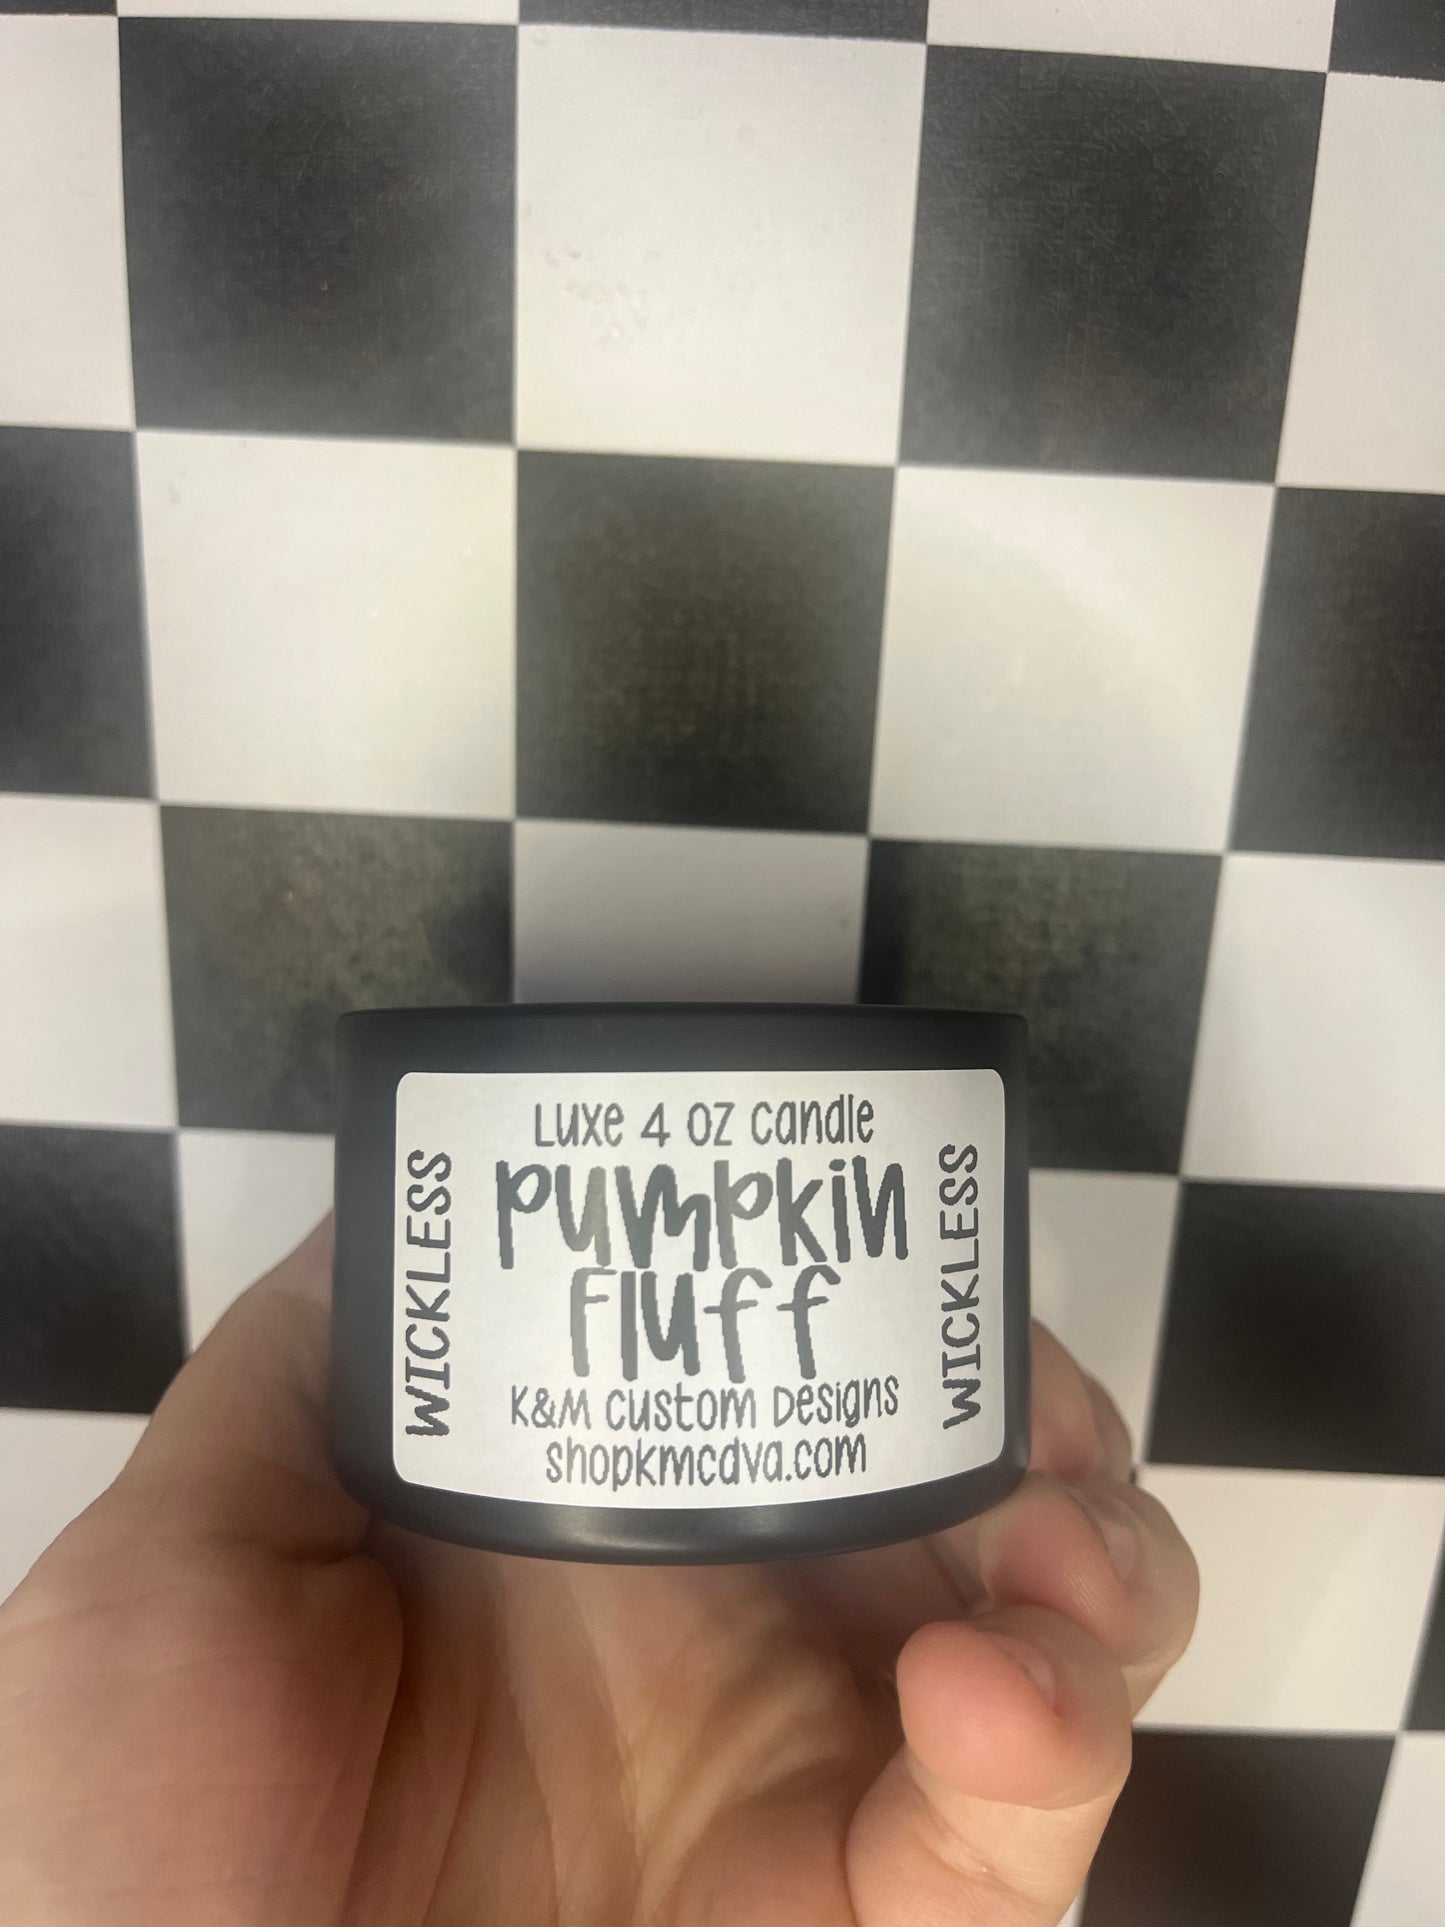 Luxe 4 oz candle
pumpkin
Fluff
K&M Custom Designs
shopkmcdva.com
WICKLESS
WICKLESS